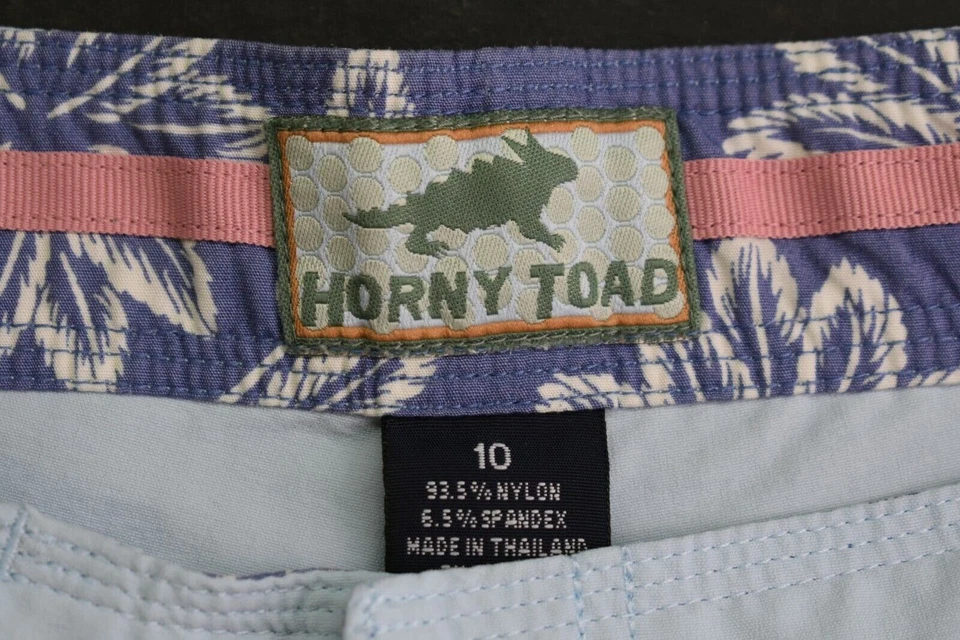 HORNY TOAD
10
93.5% NYLON
6.5% SPANDEX
MADE IN THAILAND